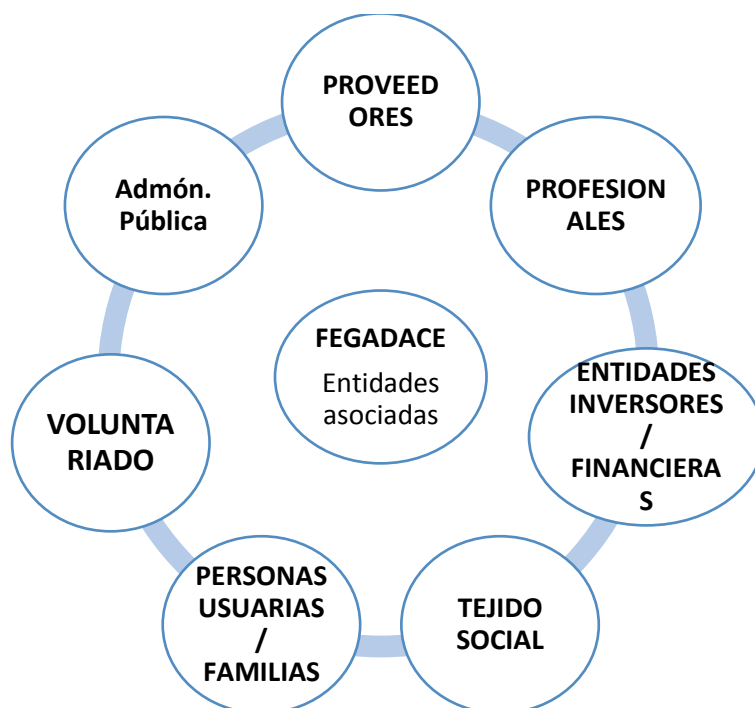 PROVEED
ORES
PROFESION
ALES
ENTIDADES
INVERSORES
/
FINANCIERA
S
TEJIDO
SOCIAL
PERSONAS
USUARIAS
/
FAMILIAS
VOLUNTA
RIADO
Admón.
Pública
FEGADACE
Entidades
asociadas